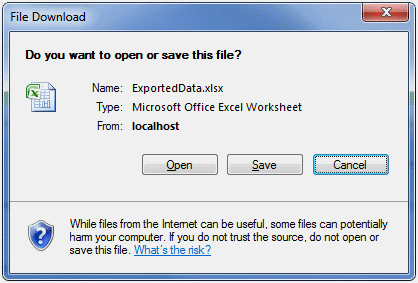 File Download
Do you want to open or save this file?
Name: ExportedData.xlsx
Type: Microsoft Office Excel Worksheet
From: localhost
Open Save Cancel
While files from the Internet can be useful, some files can potentially
harm your computer. If you do not trust the source, do not open or
save this file. What's the risk?